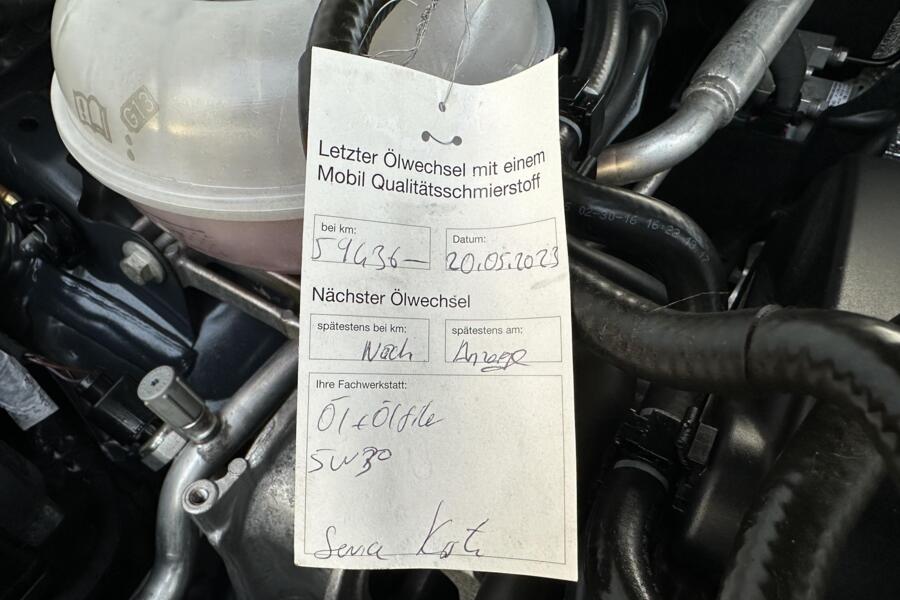 G13
Letzter Ölwechsel mit einem
Mobil Qualitätsschmierstoff
bei km:
59436-
Datum:
20.05.2023
Nächster Ölwechsel
spätestens bei km:
Nach
spätestens am:
Anzeige
Ihre Fachwerkstatt:
Öl + Ölfilter
5W30